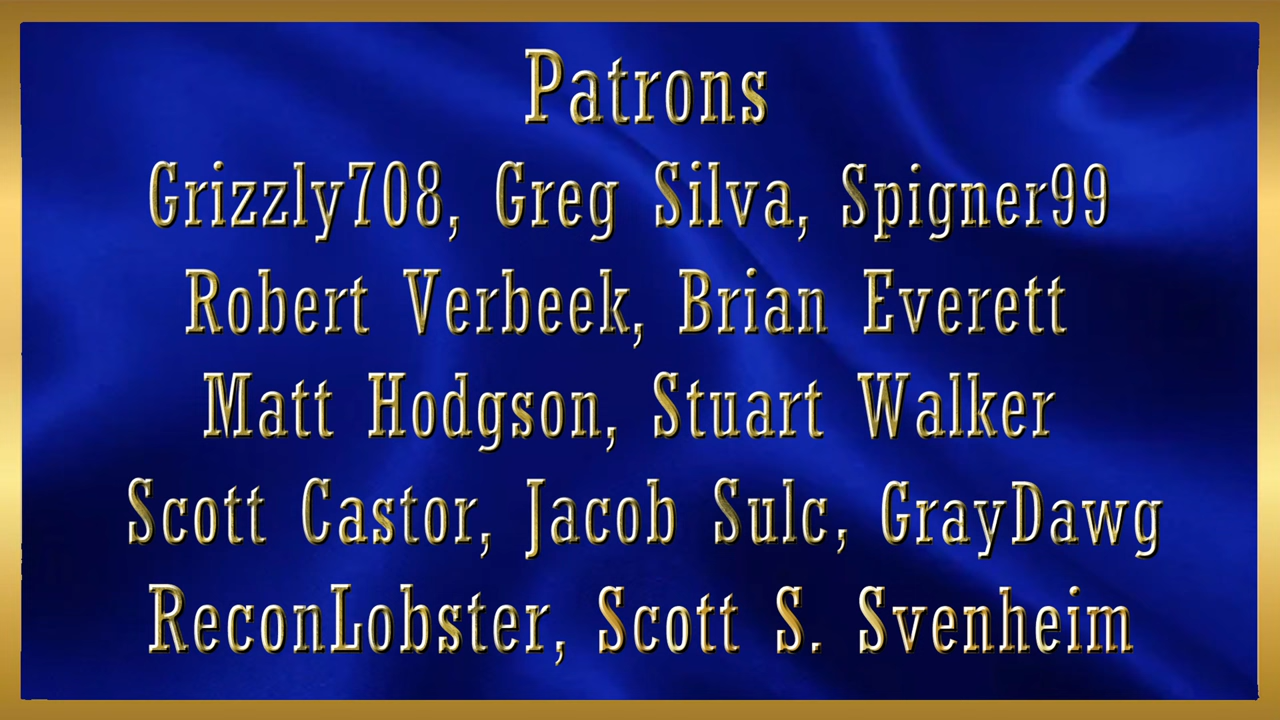 Patrons
Grizzly708, Greg Silva, Spigner99
Robert Verbeek, Brian Everett
Matt Hodgson, Stuart Walker
Scott Castor, Jacob Sulc, GrayDawg
ReconLobster, Scott S. Svenheim